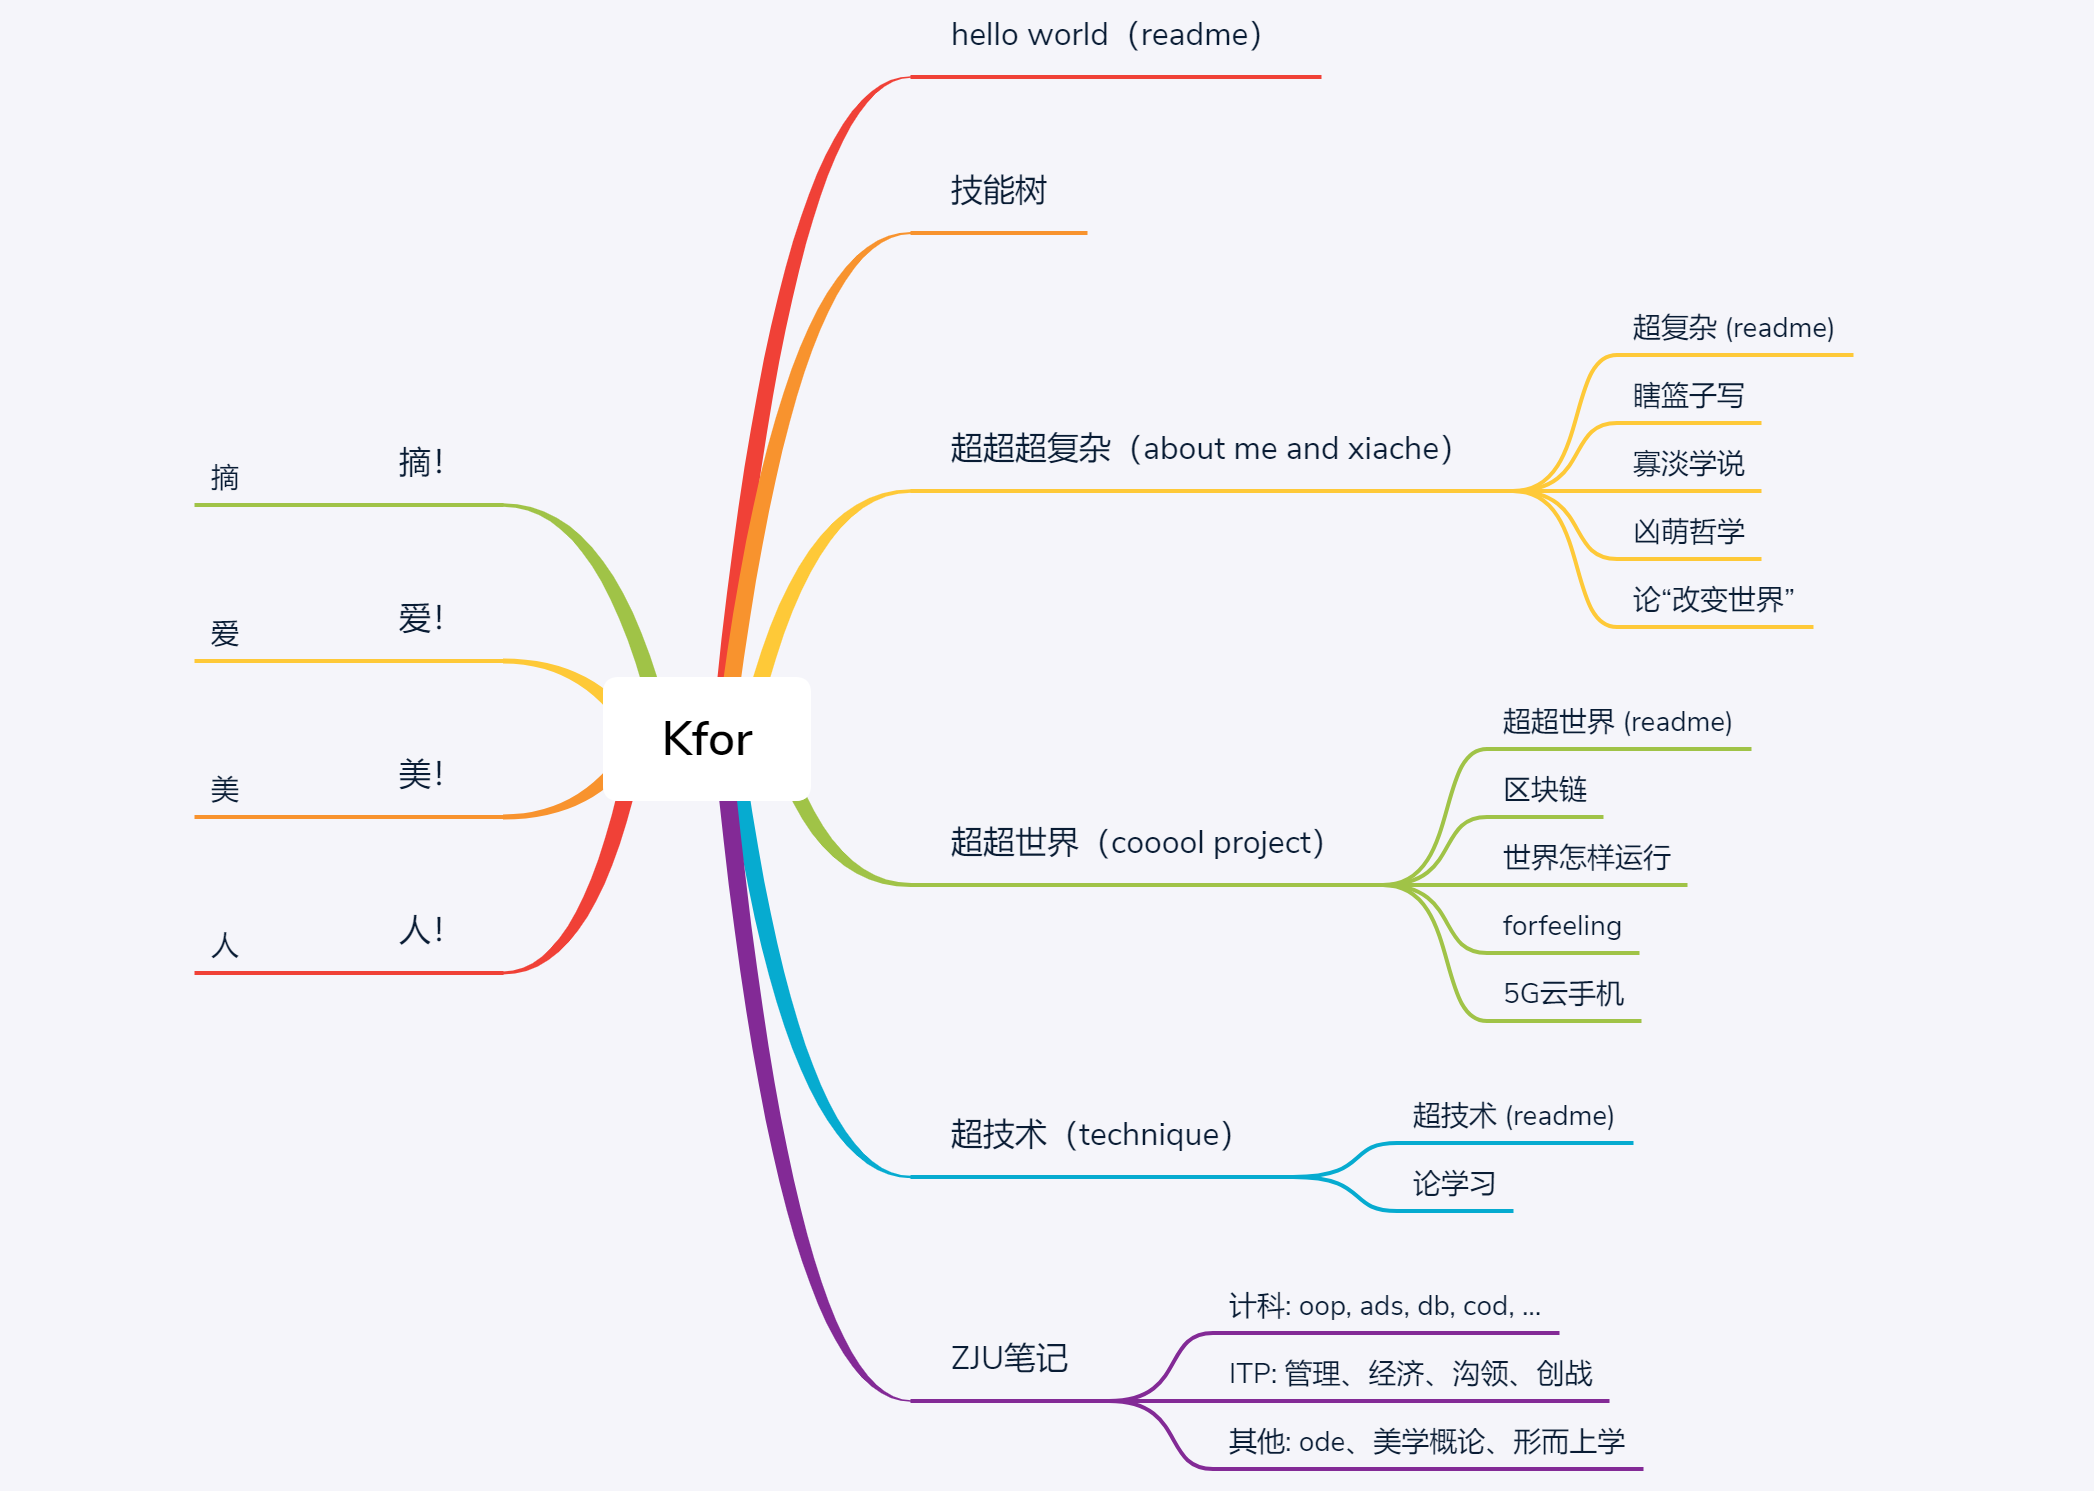 hello world（readme）
技能树
超超超复杂（about me and xiache）
超复杂 (readme)
瞎篮子写
寡淡学说
凶萌哲学
论“改变世界”
摘！
摘
爱！
爱
美！
美
人！
人
Kfor
超超世界（cooool project）
超超世界 (readme)
区块链
世界怎样运行
forfeeling
5G云手机
超技术（technique）
超技术 (readme)
论学习
ZJU笔记
计科: oop, ads, db, cod, ...
ITP: 管理、经济、沟领、创战
其他: ode、美学概论、形而上学